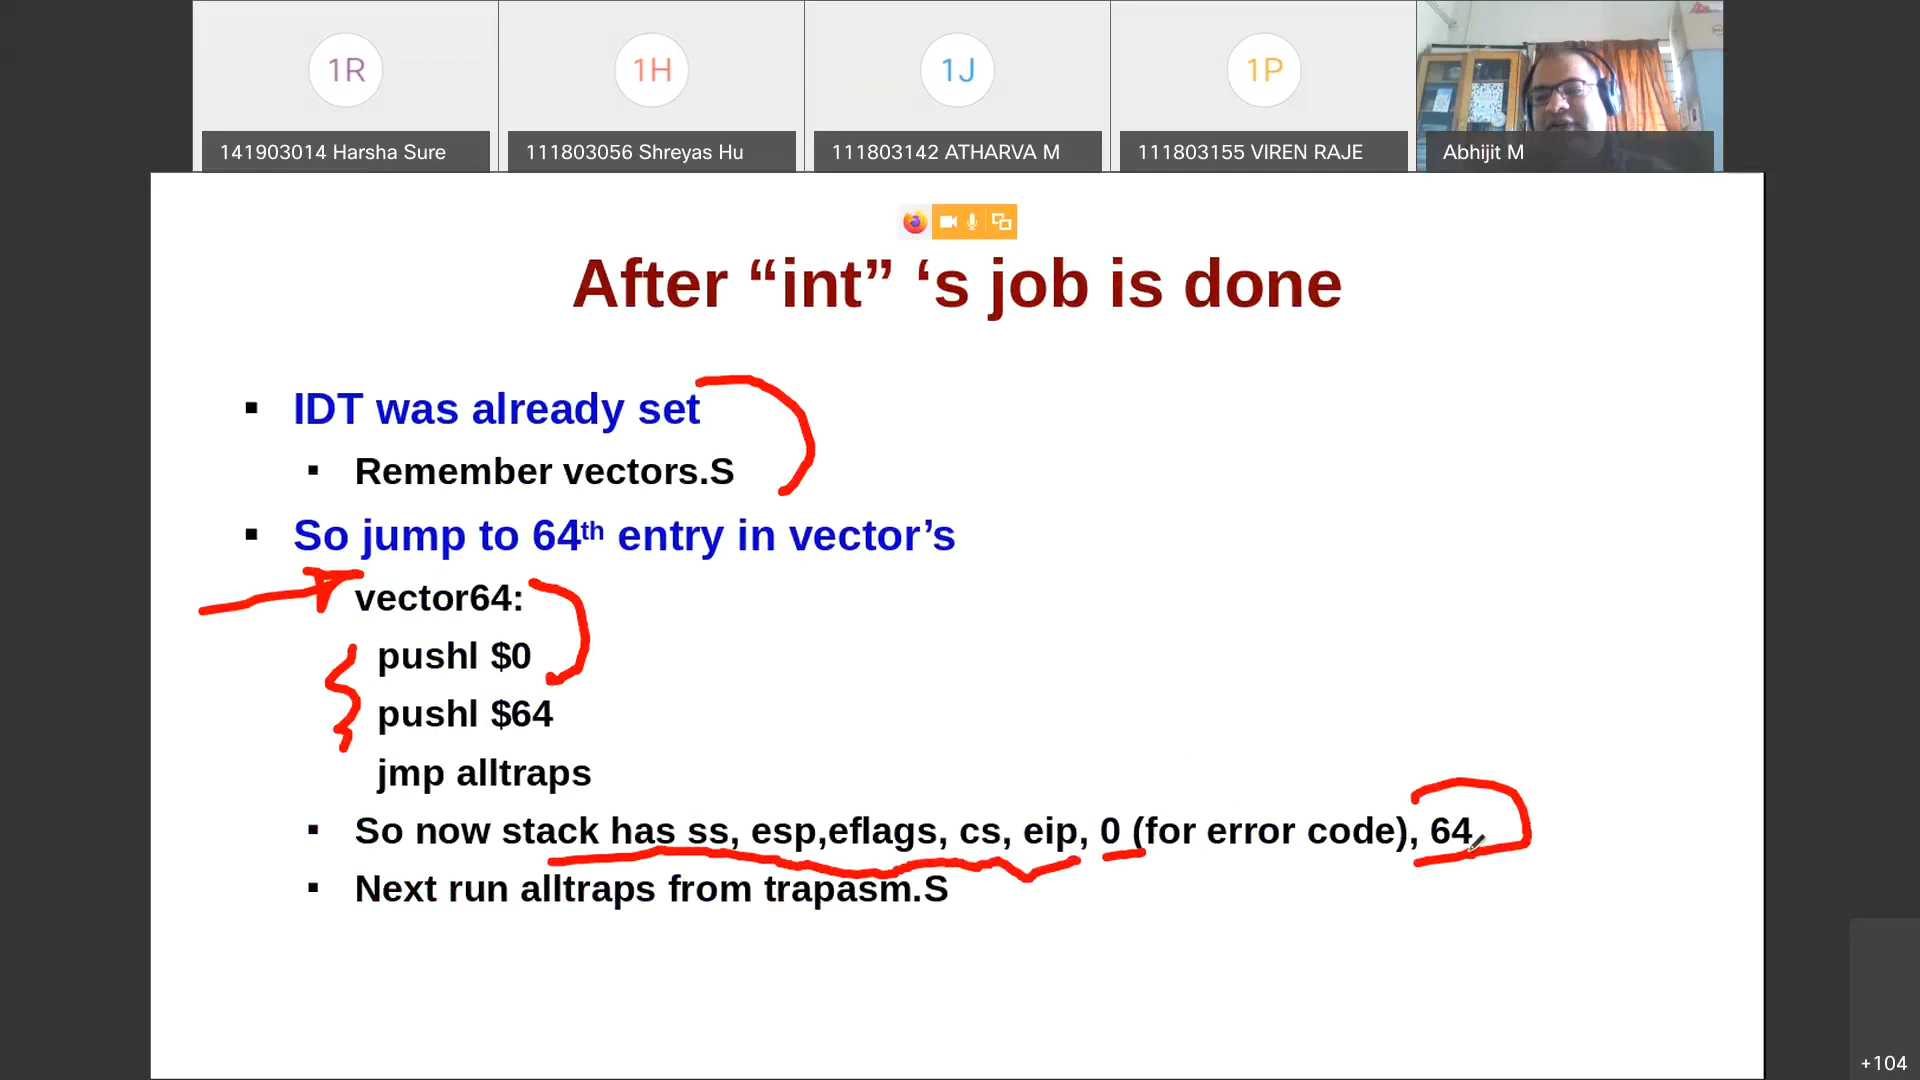 1R
1H
1J
1P
141903014 Harsha Sure
111803056 Shreyas Hu
111803142 ATHARVA M
111803155 VIREN RAJE
Abhijit M
After “int” ‘s job is done
IDT was already set
Remember vectors.S
So jump to 64th entry in vector’s
vector64:
pushl $0
pushl $64
jmp alltraps
So now stack has ss, esp,eflags, cs, eip, 0 (for error code), 64
Next run alltraps from trapasm.S
+104